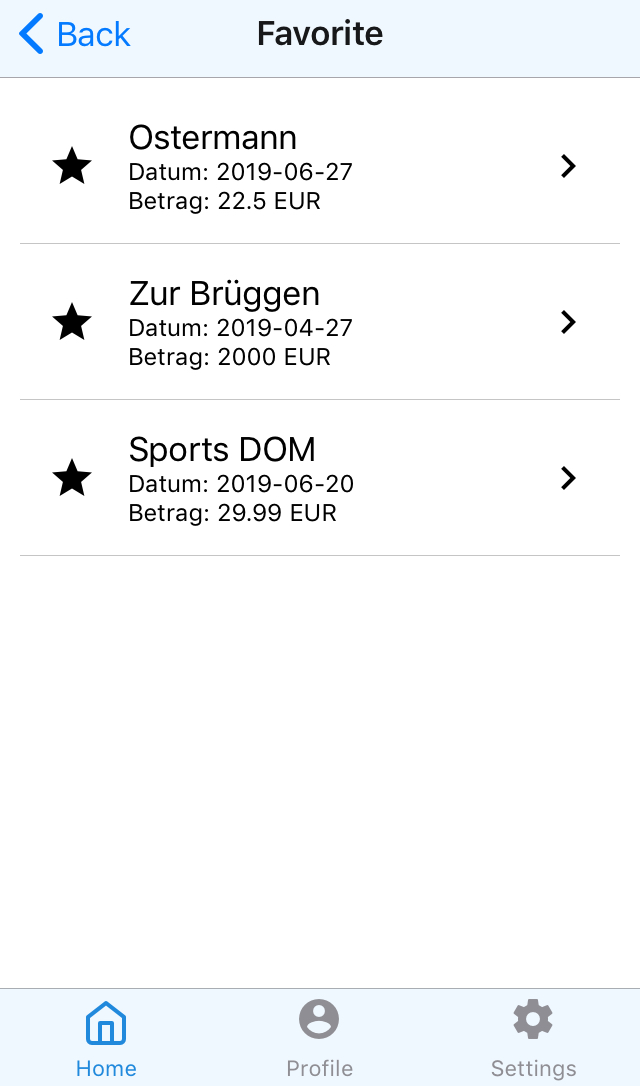 Back
Favorite
Ostermann
Datum: 2019-06-27
Betrag: 22.5 EUR
Zur Brüggen
Datum: 2019-04-27
Betrag: 2000 EUR
Sports DOM
Datum: 2019-06-20
Betrag: 29.99 EUR
Home
Profile
Settings